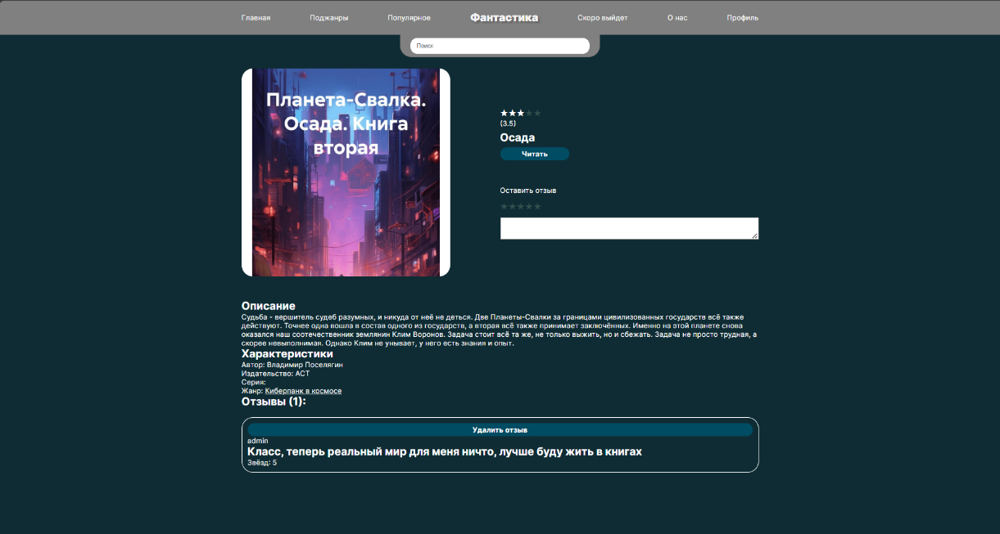 Главная Поджанры Популярное Фантастика Скоро выйдет О нас Профиль
Поиск
Планета-Свалка.
Осада. Книга
вторая
★★★★★
(3.5)
Осада
Читать
Оставить отзыв
★★★★★
Описание
Судьба - вершитель судеб разумных, и никуда от неё не деться. Две Планеты-Свалки за границами цивилизованных государств всё также
действуют. Точнее одна вошла в состав одного из государств, а вторая всё также принимает заключённых. Именно на этой планете снова
оказался наш соотечественник землянин Клим Воронов. Задача стоит всё та же, не только выжить, но и сбежать. Задача не просто трудная, а
скорее невыполнимая. Однако Клим не унывает, у него есть знания и опыт.
Характеристики
Автор: Владимир Поселягин
Издательство: АСТ
Серия:
Жанр: Киберпанк в космосе
Отзывы (1):
Удалить отзыв
admin
Класс, теперь реальный мир для меня ничто, лучше буду жить в книгах
Звёзд: 5